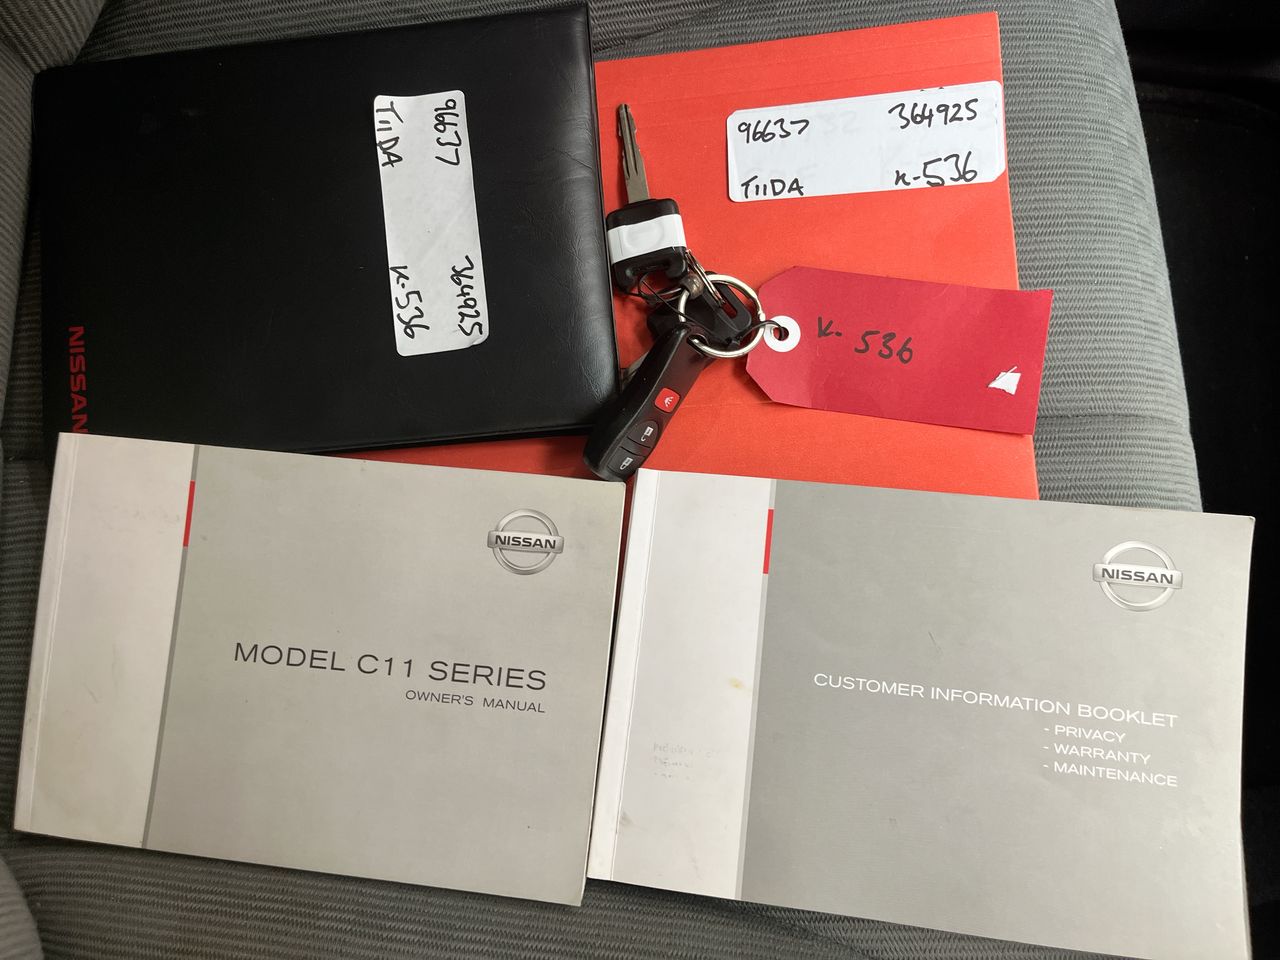 96637 364925
TIIDA K-536
NISSAN
96637 364925
TIIDA K-536
K-536
NISSAN
MODEL C11 SERIES
OWNER'S MANUAL
NISSAN
CUSTOMER INFORMATION BOOKLET
- PRIVACY
- WARRANTY
- MAINTENANCE